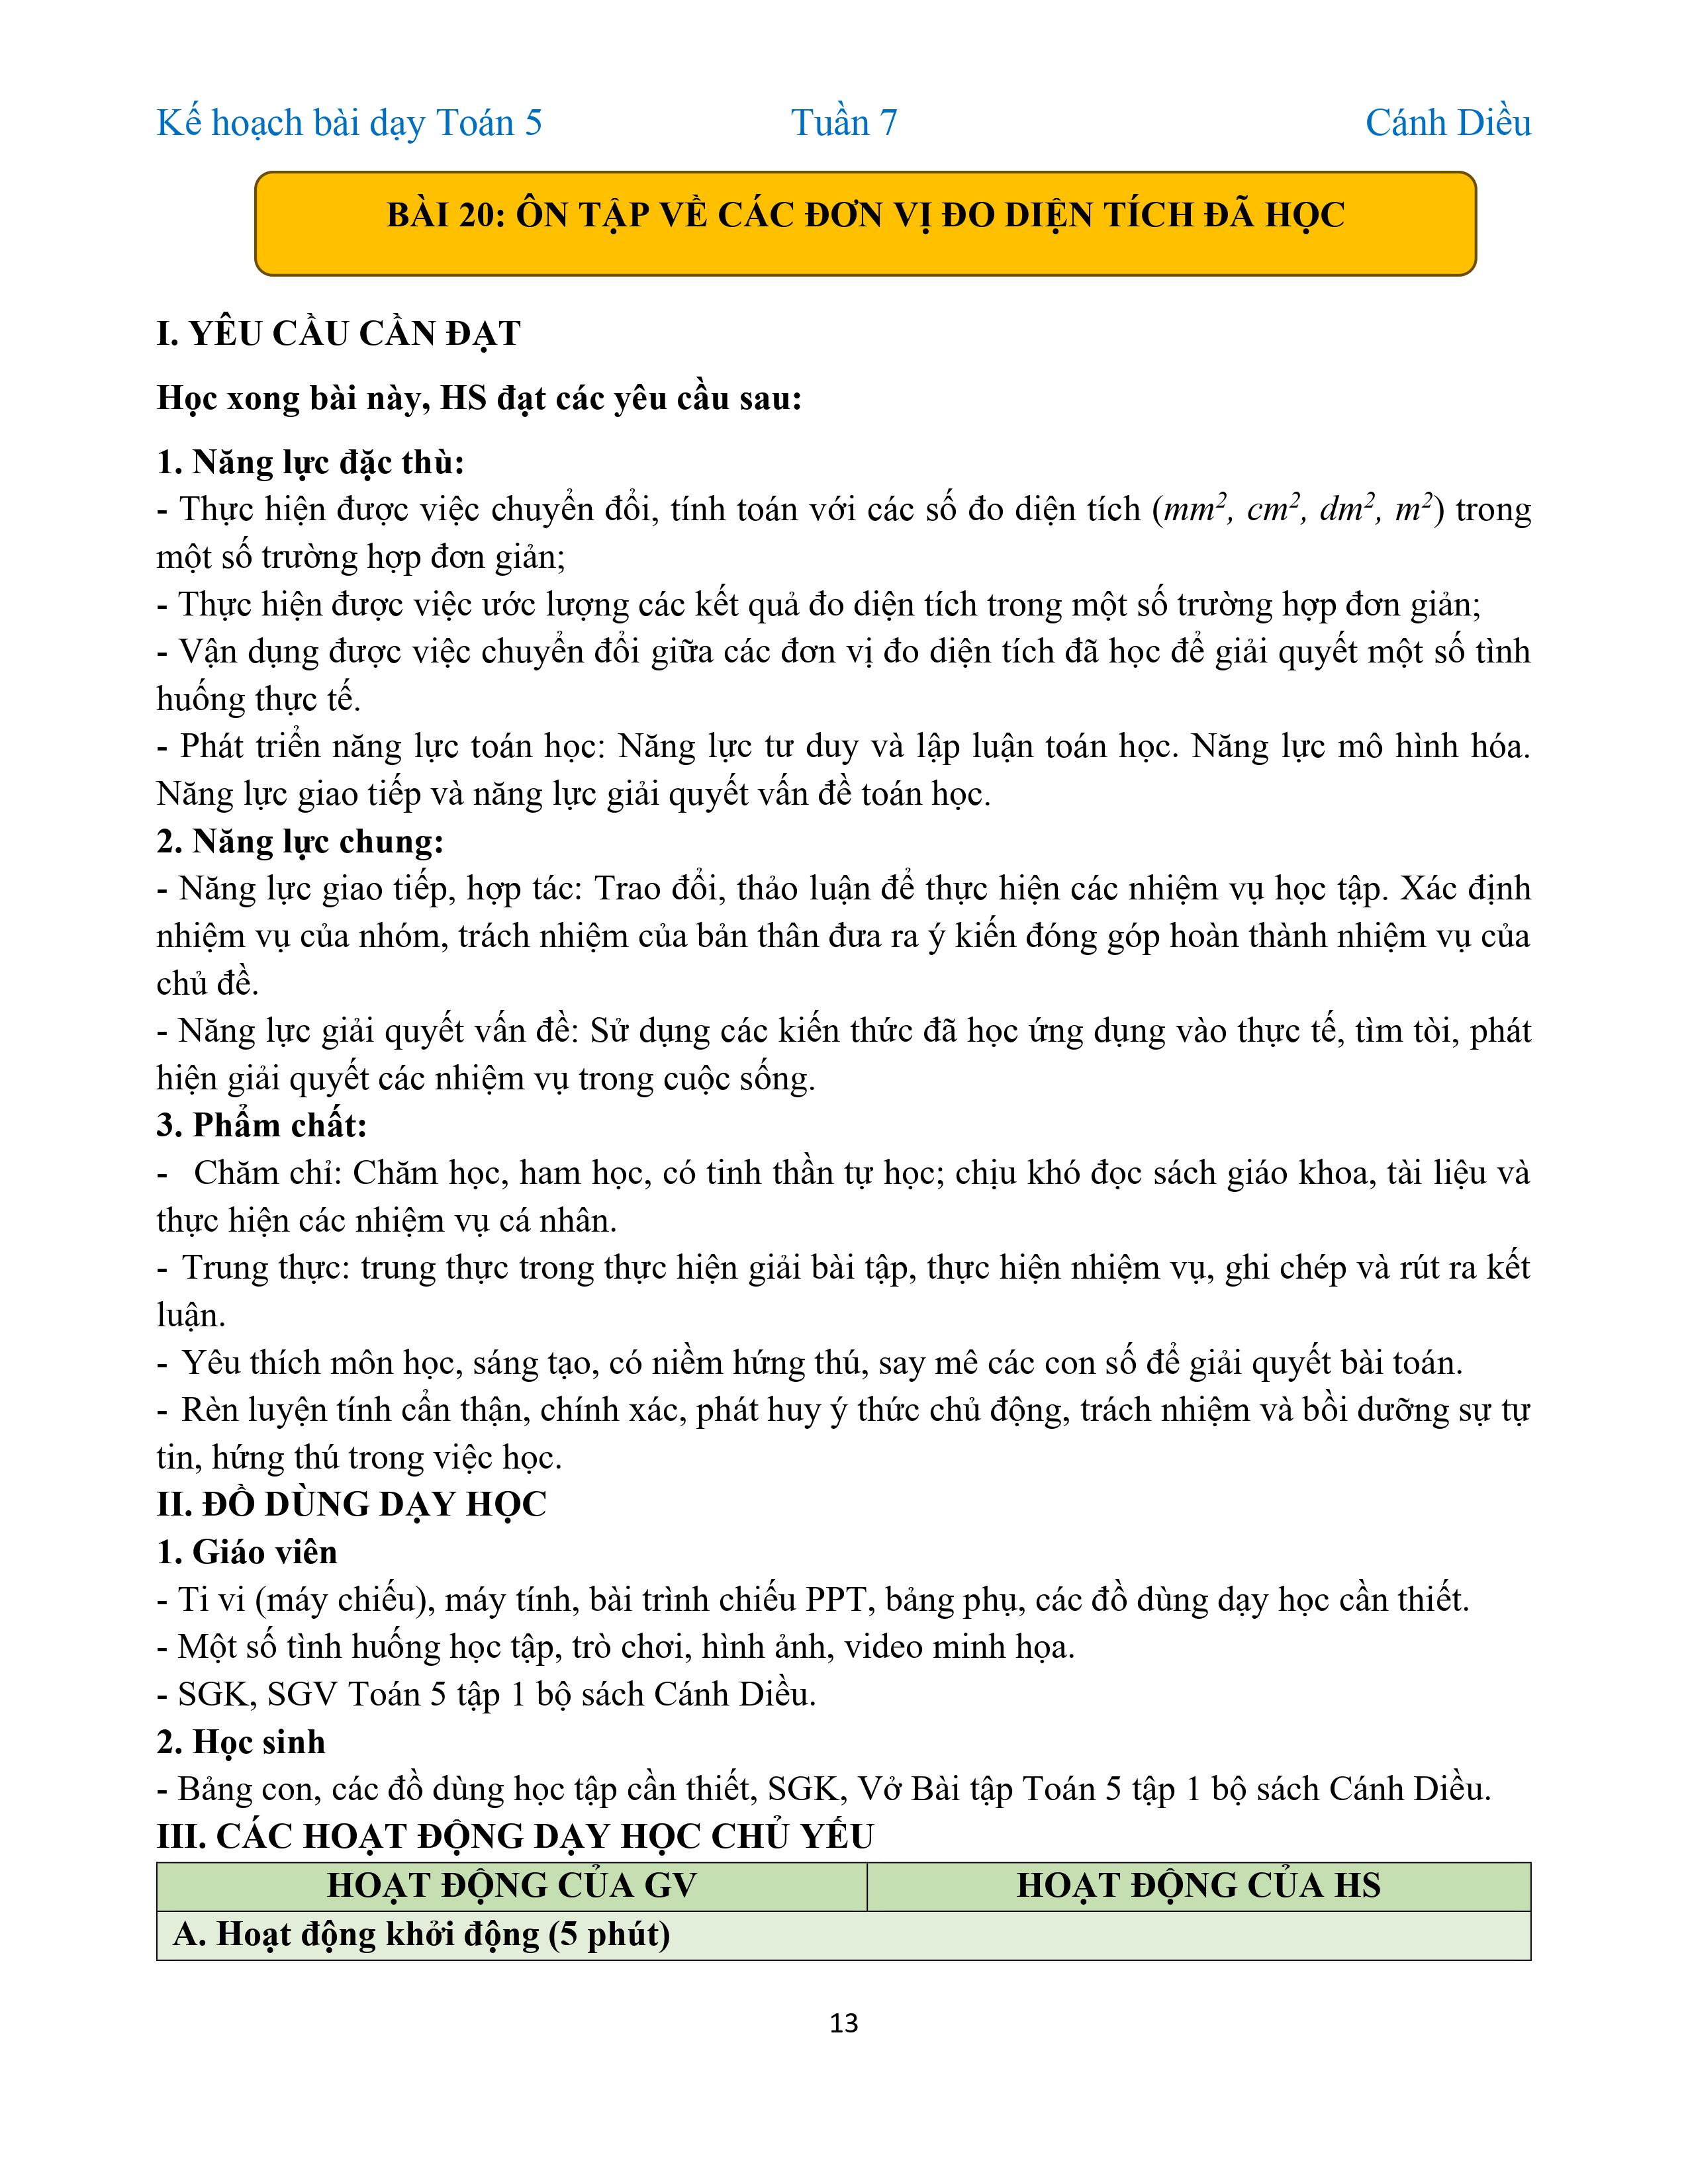 Kế hoạch bài dạy Toán 5 Tuần 7 Cánh Diều
BÀI 20: ÔN TẬP VỀ CÁC ĐƠN VỊ ĐO DIỆN TÍCH ĐÃ HỌC
I. YÊU CẦU CẦN ĐẠT
Học xong bài này, HS đạt các yêu cầu sau:
1. Năng lực đặc thù:
- Thực hiện được việc chuyển đổi, tính toán với các số đo diện tích (mm², cm², dm², m²) trong
một số trường hợp đơn giản;
- Thực hiện được việc ước lượng các kết quả đo diện tích trong một số trường hợp đơn giản;
- Vận dụng được việc chuyển đổi giữa các đơn vị đo diện tích đã học để giải quyết một số tình
huống thực tế.
- Phát triển năng lực toán học: Năng lực tư duy và lập luận toán học. Năng lực mô hình hóa.
Năng lực giao tiếp và năng lực giải quyết vấn đề toán học.
2. Năng lực chung:
- Năng lực giao tiếp, hợp tác: Trao đổi, thảo luận để thực hiện các nhiệm vụ học tập. Xác định
nhiệm vụ của nhóm, trách nhiệm của bản thân đưa ra ý kiến đóng góp hoàn thành nhiệm vụ của
chủ đề.
- Năng lực giải quyết vấn đề: Sử dụng các kiến thức đã học ứng dụng vào thực tế, tìm tòi, phát
hiện giải quyết các nhiệm vụ trong cuộc sống.
3. Phẩm chất:
- Chăm chỉ: Chăm học, ham học, có tinh thần tự học; chịu khó đọc sách giáo khoa, tài liệu và
thực hiện các nhiệm vụ cá nhân.
- Trung thực: trung thực trong thực hiện giải bài tập, thực hiện nhiệm vụ, ghi chép và rút ra kết
luận.
- Yêu thích môn học, sáng tạo, có niềm hứng thú, say mê các con số để giải quyết bài toán.
- Rèn luyện tính cẩn thận, chính xác, phát huy ý thức chủ động, trách nhiệm và bồi dưỡng sự tự
tin, hứng thú trong việc học.
II. ĐỒ DÙNG DẠY HỌC
1. Giáo viên
- Ti vi (máy chiếu), máy tính, bài trình chiếu PPT, bảng phụ, các đồ dùng dạy học cần thiết.
- Một số tình huống học tập, trò chơi, hình ảnh, video minh họa.
- SGK, SGV Toán 5 tập 1 bộ sách Cánh Diều.
2. Học sinh
- Bảng con, các đồ dùng học tập cần thiết, SGK, Vở Bài tập Toán 5 tập 1 bộ sách Cánh Diều.
III. CÁC HOẠT ĐỘNG DẠY HỌC CHỦ YẾU
HOẠT ĐỘNG CỦA GV HOẠT ĐỘNG CỦA HS
A. Hoạt động khởi động (5 phút)
13